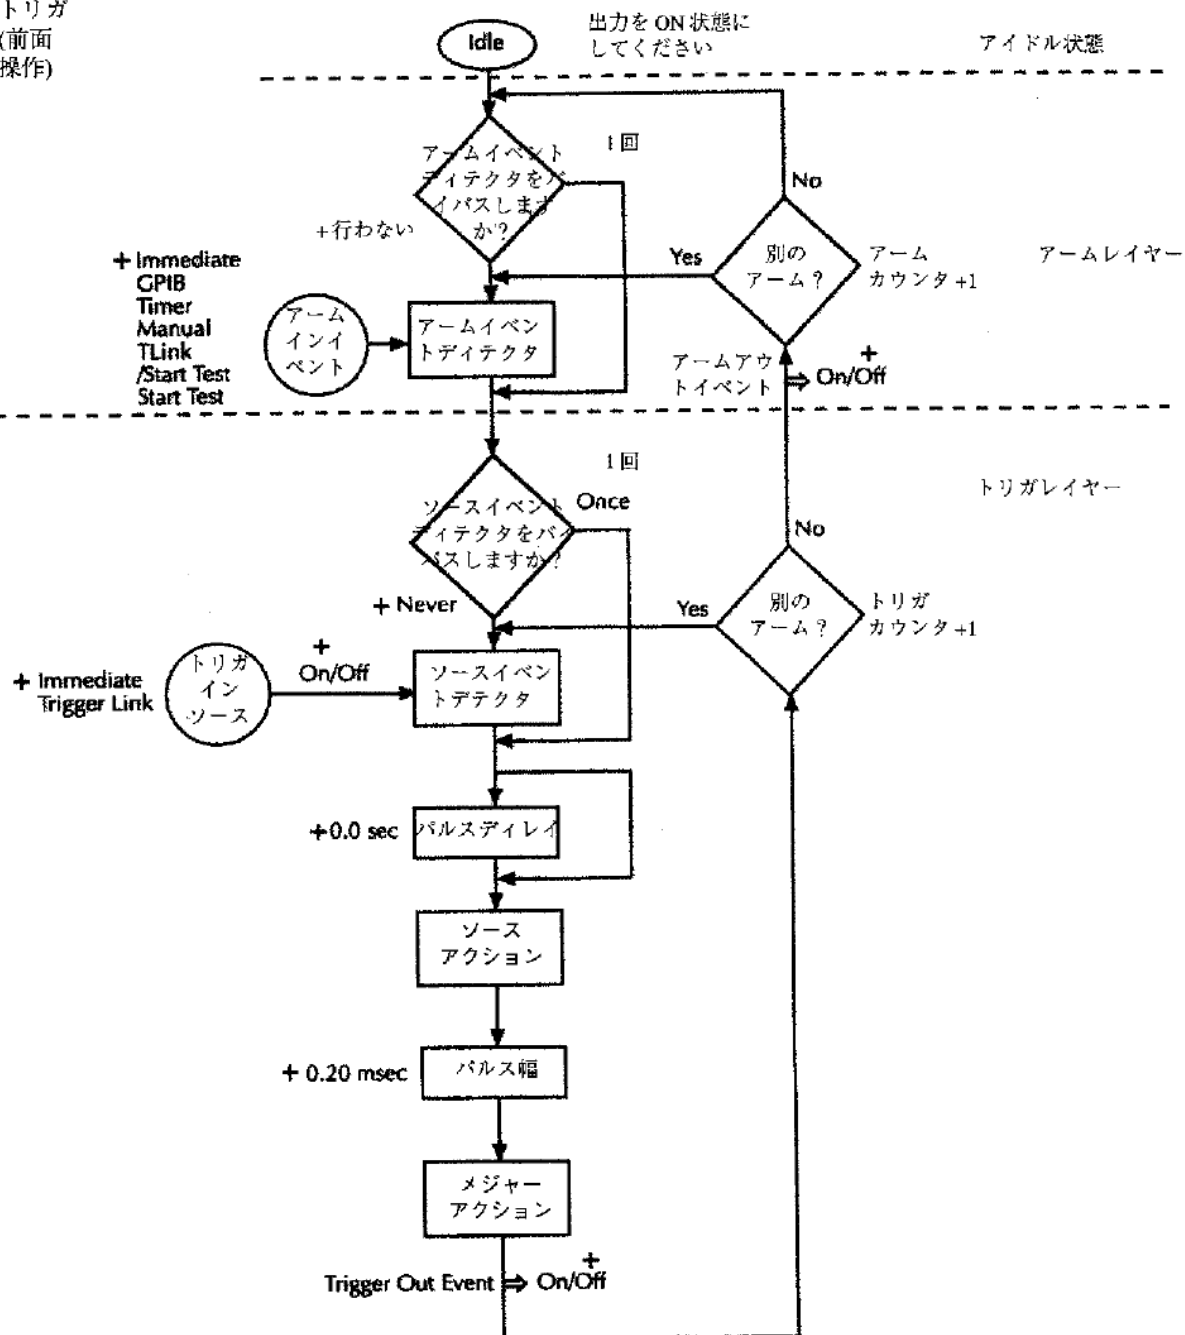 トリガ
(前面
操作)
Idle
出力を ON 状態に
してください
アイドル状態
アームイベント
ディテクタをバ
イパスします
か?
1 回
+行わない
No
別の
アーム ?
Yes
アーム
カウンタ +1
アームレイヤー
+ Immediate
GPIB
Timer
Manual
TLink
/Start Test
Start Test
アーム
インイ
ベント
アームイベン
トディテクタ
アームアウ
トイベント
+
⇒ On/Off
1 回
トリガレイヤー
ソースイベント
ディテクタをバイ
パスしますか?
Once
+ Never
No
別の
アーム ?
Yes
トリガ
カウンタ +1
+ Immediate
Trigger Link
トリガ
イン
ソース
+
On/Off
ソースイベン
トデテクタ
+0.0 sec
パルスディレイ
ソース
アクション
+ 0.20 msec
パルス幅
メジャー
アクション
+
Trigger Out Event ⇒ On/Off